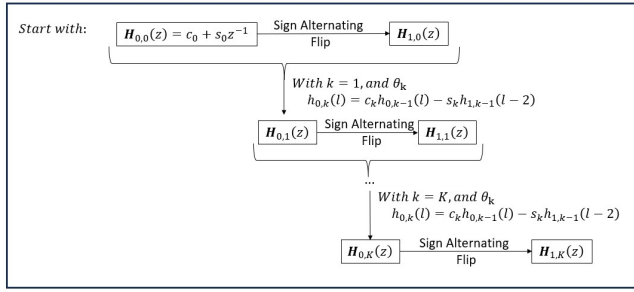 Start with:
H₀,₀(z) = c₀ + s₀z⁻¹
Sign Alternating
Flip
H₁,₀(z)
With k = 1, and θₖ
h₀,ₖ(l) = cₖh₀,ₖ₋₁(l) − sₖh₁,ₖ₋₁(l − 2)
H₀,₁(z)
Sign Alternating
Flip
H₁,₁(z)
...
With k = K, and θₖ
h₀,ₖ(l) = cₖh₀,ₖ₋₁(l) − sₖh₁,ₖ₋₁(l − 2)
H₀,K(z)
Sign Alternating
Flip
H₁,K(z)